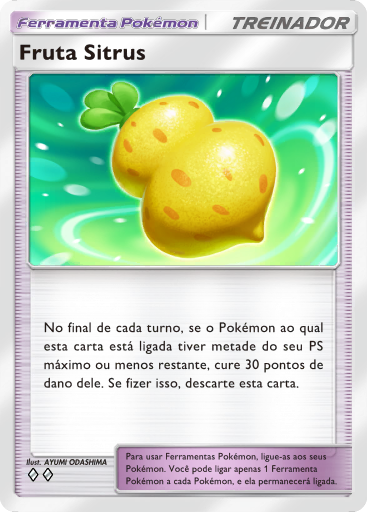 Ferramenta Pokémon
TREINADOR
Fruta Sitrus
No final de cada turno, se o Pokémon ao qual
esta carta está ligada tiver metade do seu PS
máximo ou menos restante, cure 30 pontos de
dano dele. Se fizer isso, descarte esta carta.
Ilust. AYUMI ODASHIMA
Para usar Ferramentas Pokémon, ligue-as aos seus
Pokémon. Você pode ligar apenas 1 Ferramenta
Pokémon a cada Pokémon, e ela permanecerá ligada.